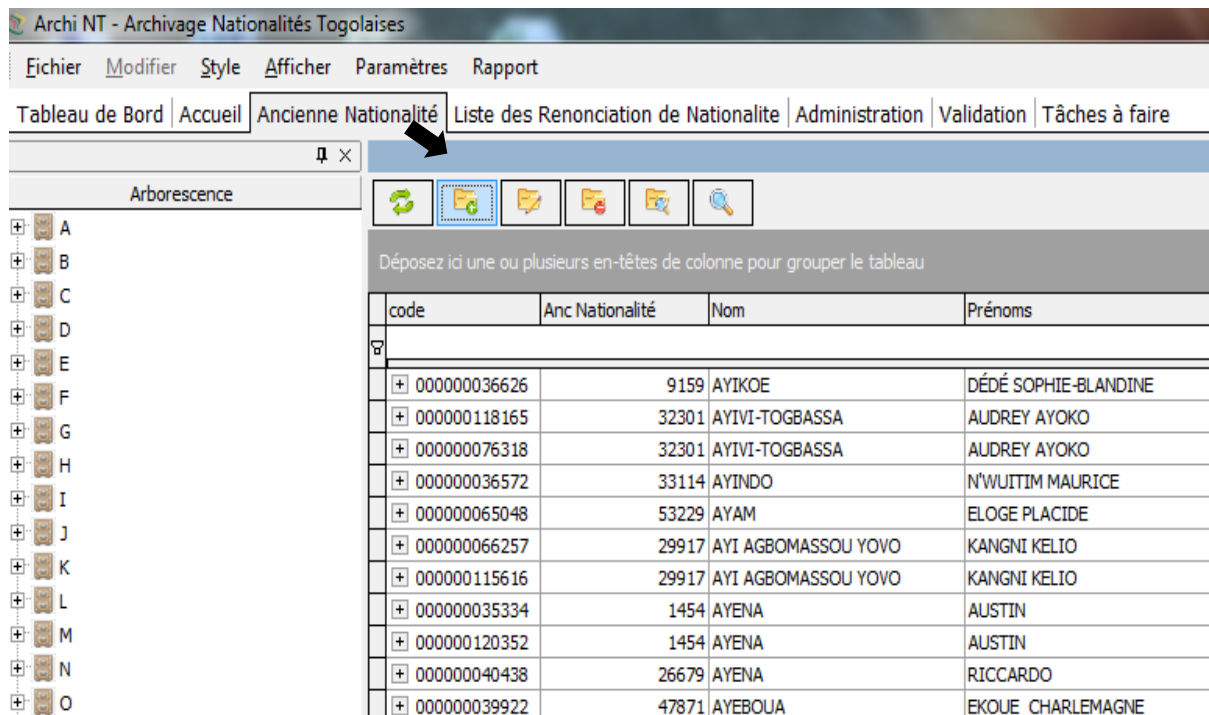 Archi NT - Archivage Nationalités Togolaises
Fichier Modifier Style Afficher Paramètres Rapport
Tableau de Bord Accueil Ancienne Nationalité Liste des Renonciation de Nationalite Administration Validation Tâches à faire
Arborescence
A
B
C
D
E
F
G
H
I
J
K
L
M
N
O
Déposez ici une ou plusieurs en-têtes de colonne pour grouper le tableau
code Anc Nationalité Nom Prénoms
000000036626 9159 AYIKOE DÉDÉ SOPHIE-BLANDINE
000000118165 32301 AYIVI-TOGBASSA AUDREY AYOKO
000000076318 32301 AYIVI-TOGBASSA AUDREY AYOKO
000000036572 33114 AYINDO N'WUITIM MAURICE
000000065048 53229 AYAM ELOGE PLACIDE
000000066257 29917 AYI AGBOMASSOU YOVO KANGNI KELIO
000000115616 29917 AYI AGBOMASSOU YOVO KANGNI KELIO
000000035334 1454 AYENA AUSTIN
000000120352 1454 AYENA AUSTIN
000000040438 26679 AYENA RICCARDO
000000039922 47871 AYEBOUA EKOUE CHARLEMAGNE